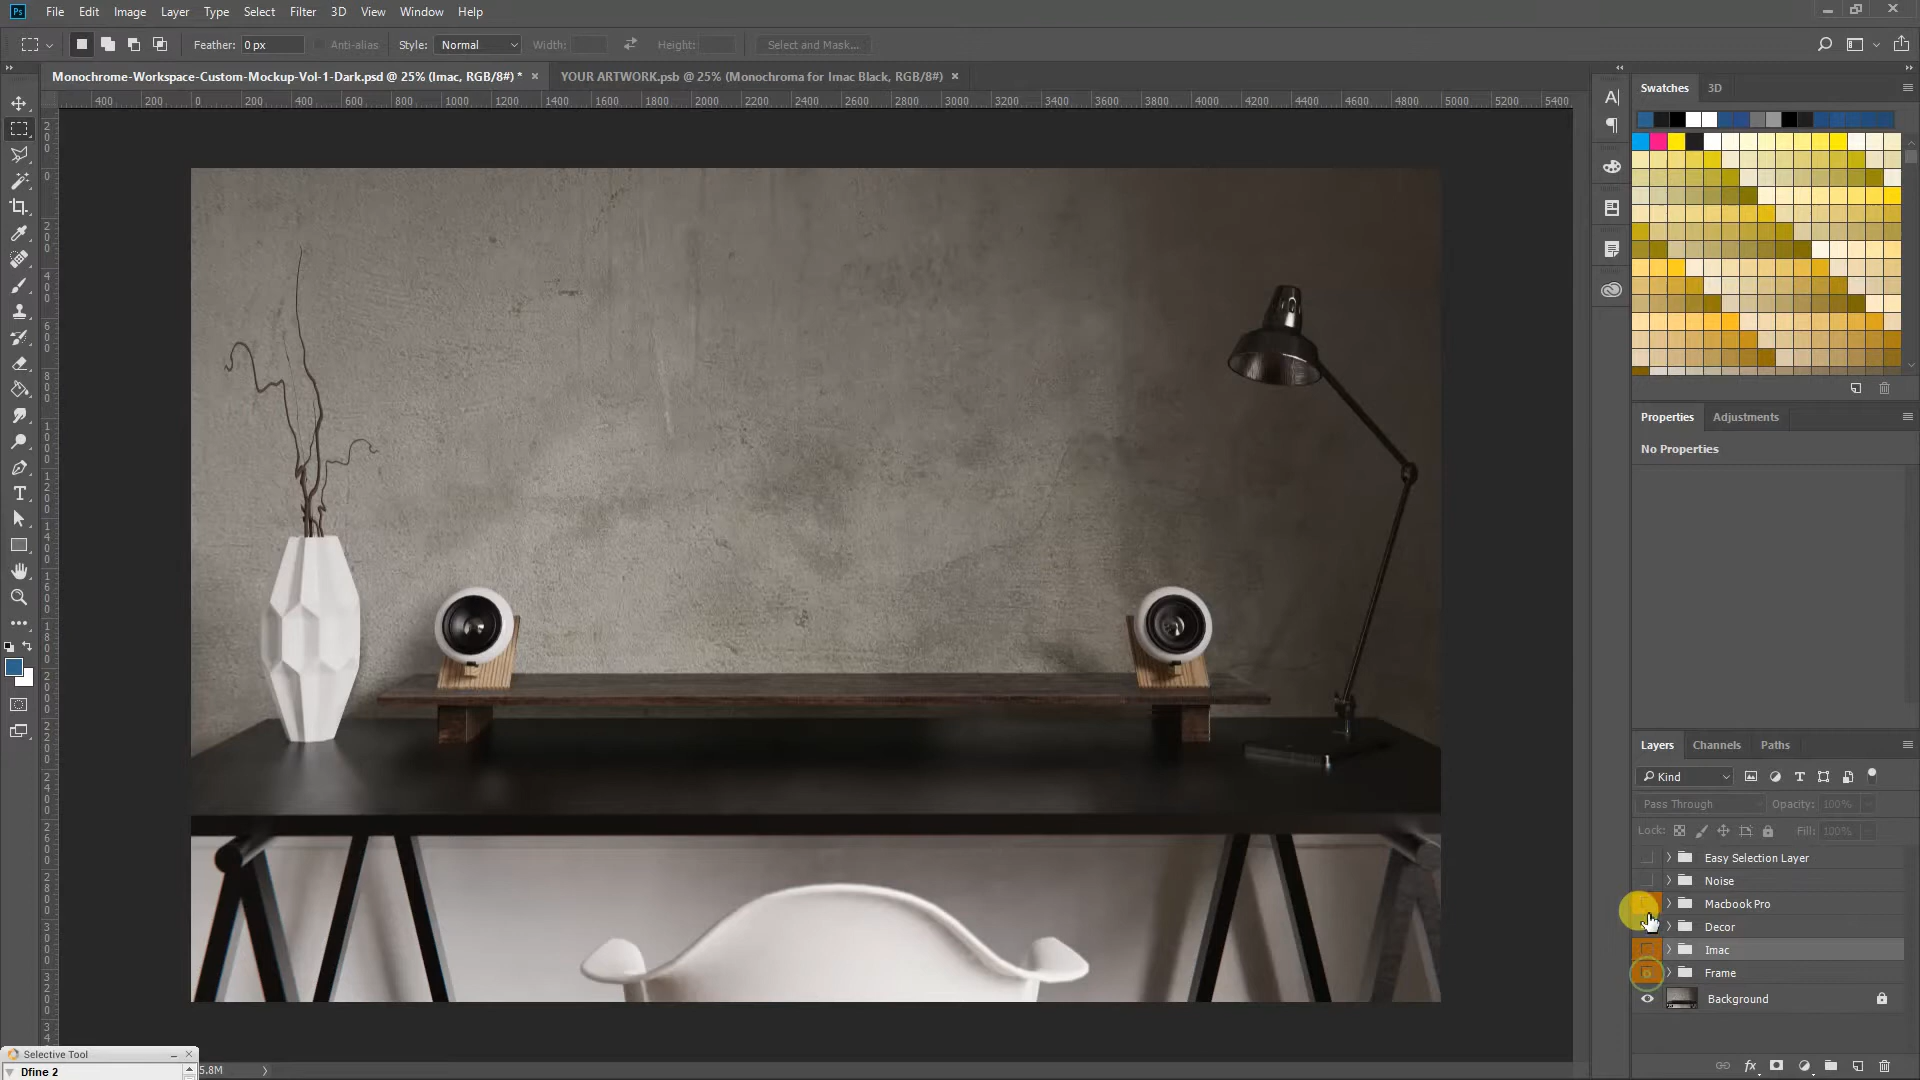 Ps File Edit Image Layer Type Select Filter 3D View Window Help
Feather: 0 px Anti-alias Style: Normal Width: Height: Select and Mask...
Monochrome-Workspace-Custom-Mockup-Vol-1-Dark.psd @ 25% (Imac, RGB/8#) * × YOUR ARTWORK.psb @ 25% (Monochroma for Imac Black, RGB/8#) ×
400 200 0 200 400 600 800 1000 1200 1400 1600 1800 2000 2200 2400 2600 2800 3000 3200 3400 3600 3800 4000 4200 4400 4600 4800 5000 5200 5400
Swatches 3D
Properties Adjustments
No Properties
Layers Channels Paths
Kind
Pass Through Opacity: 100%
Lock: Fill: 100%
Easy Selection Layer
Noise
Macbook Pro
Decor
Imac
Frame
Background
Selective Tool
5.8M
Dfine 2